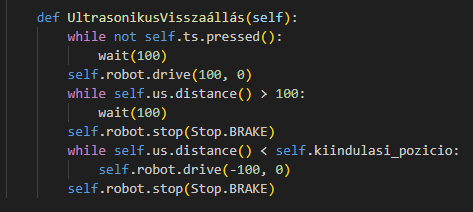 def UltrasonikusVisszaállás(self):
    while not self.ts.pressed():
        wait(100)
    self.robot.drive(100, 0)
    while self.us.distance() > 100:
        wait(100)
    self.robot.stop(Stop.BRAKE)
    while self.us.distance() < self.kiindulasi_pozicio:
        self.robot.drive(-100, 0)
    self.robot.stop(Stop.BRAKE)